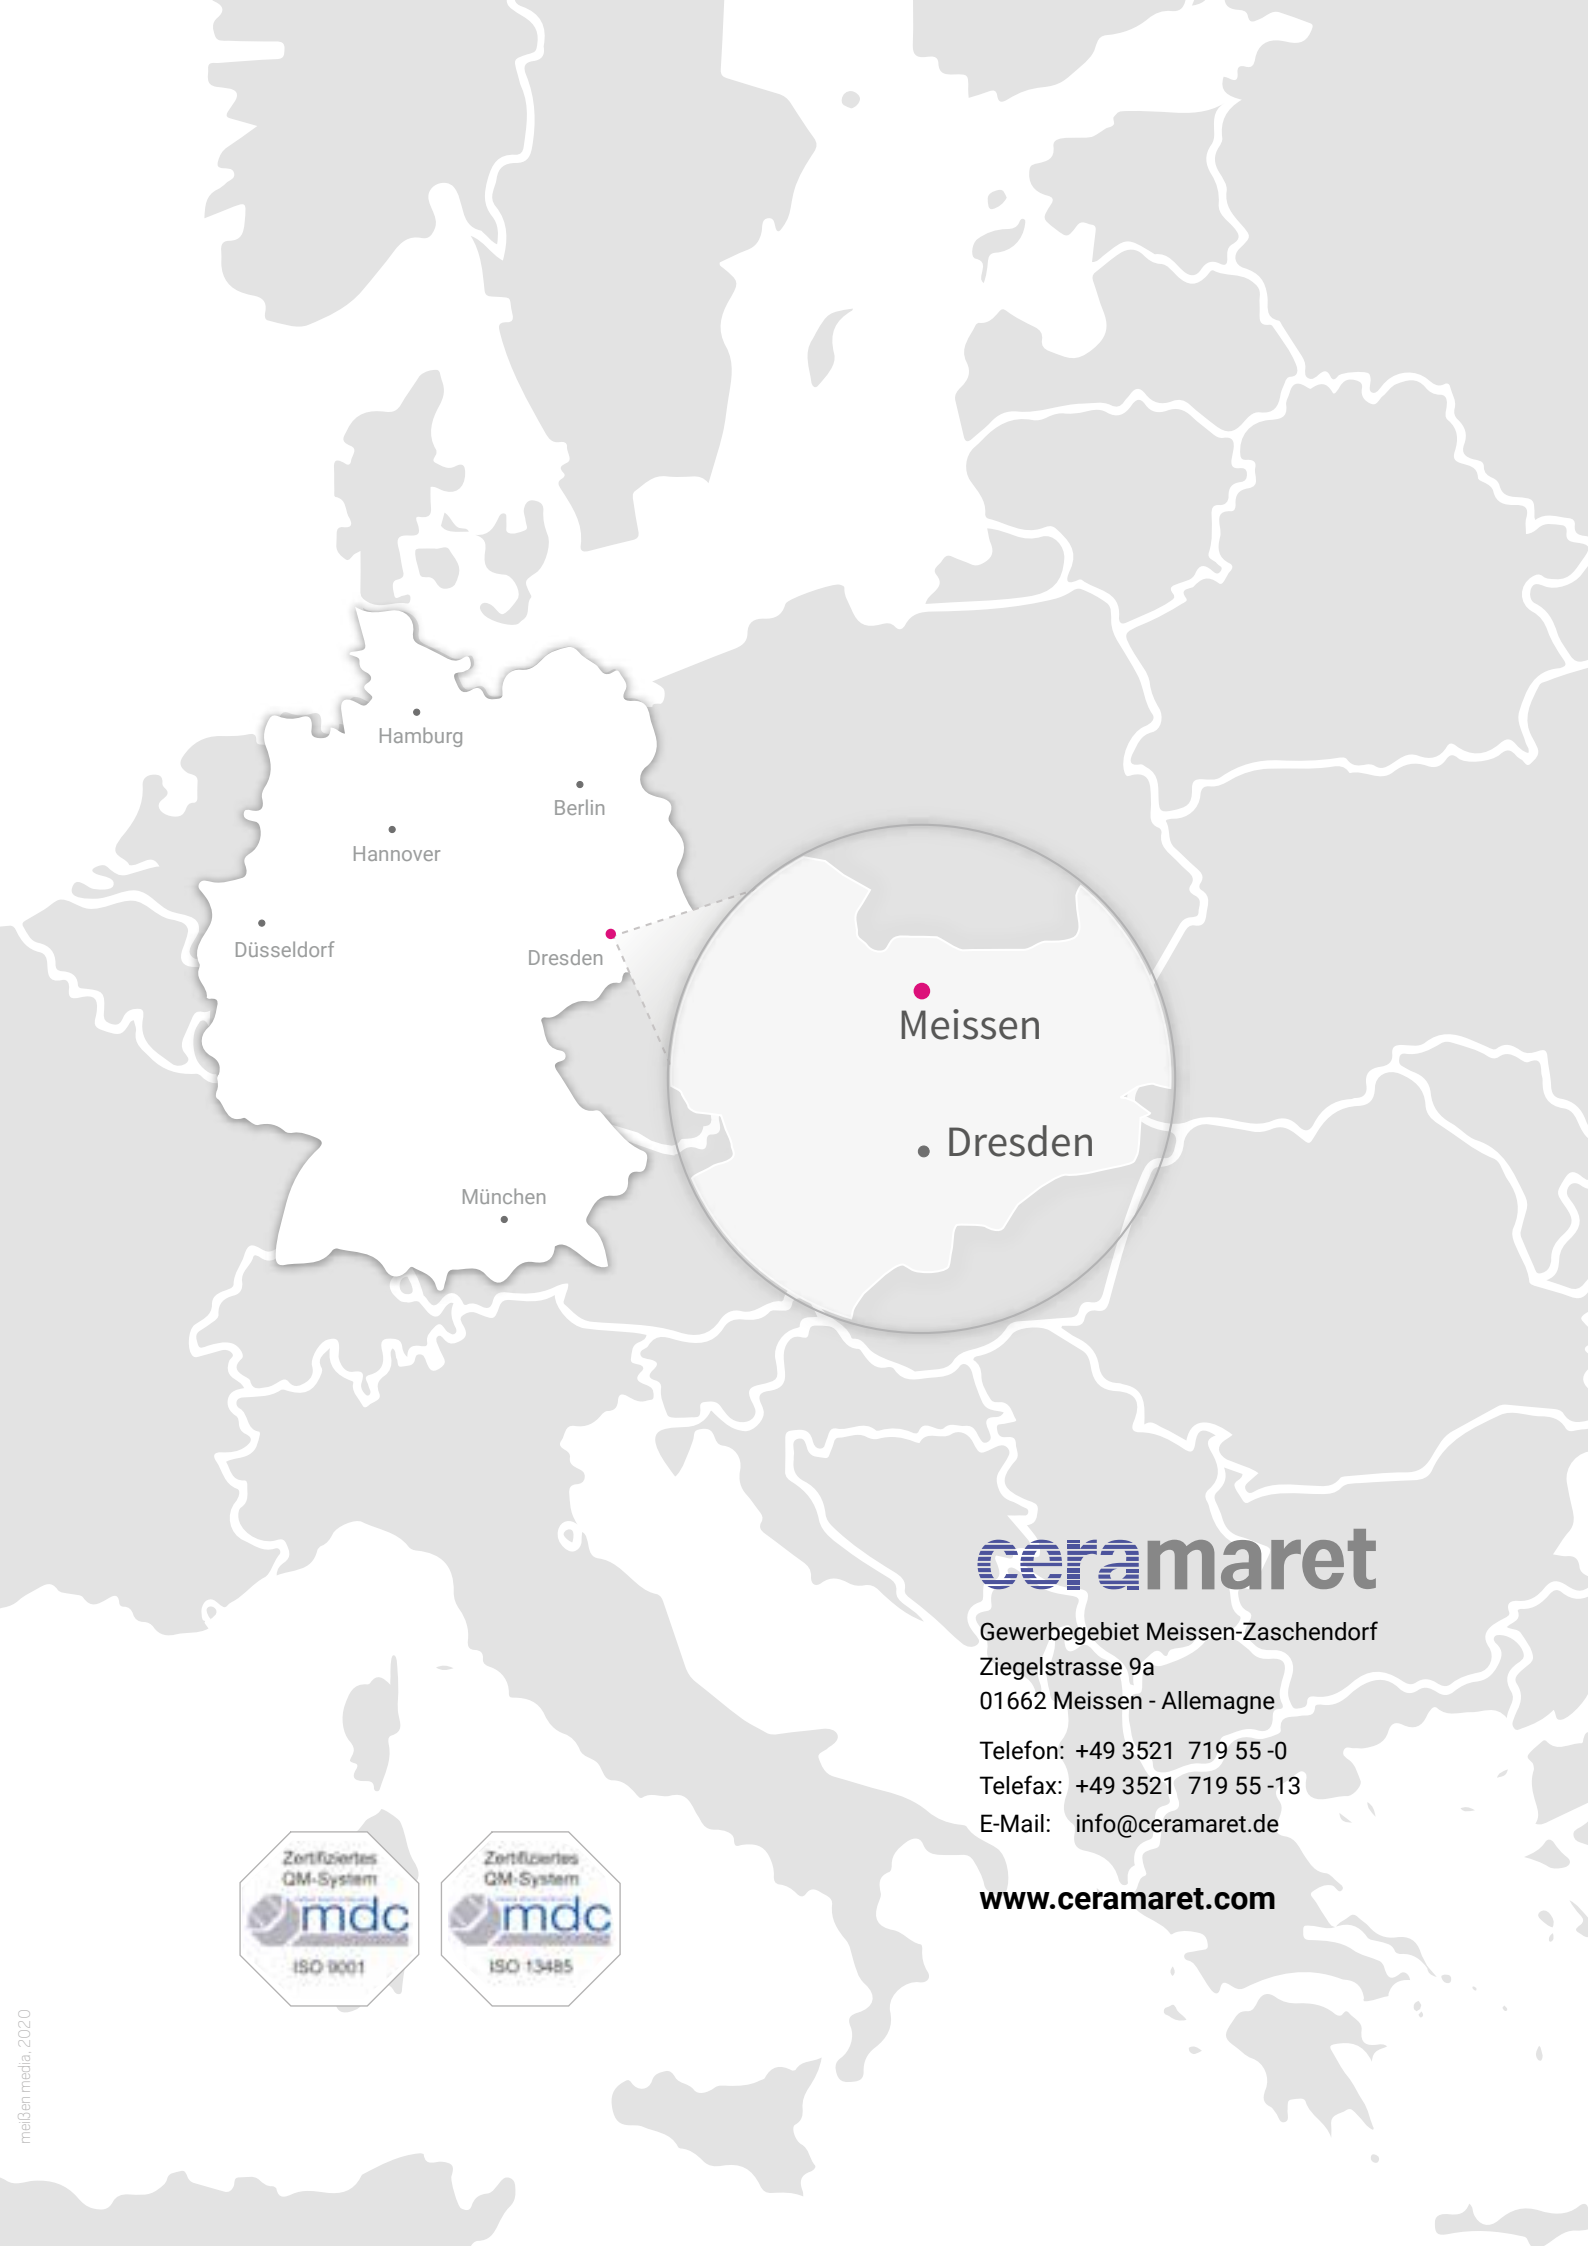 Hamburg
Berlin
Hannover
Düsseldorf
Dresden
München
Meissen
Dresden
ceramaret
Gewerbegebiet Meissen-Zaschendorf
Ziegelstrasse 9a
01662 Meissen - Allemagne
Telefon: +49 3521 719 55 -0
Telefax: +49 3521 719 55 -13
E-Mail: info@ceramaret.de
www.ceramaret.com
Zertifiziertes
QM-System
mdc
ISO 9001
Zertifiziertes
QM-System
mdc
ISO 13485
meißen media, 2020